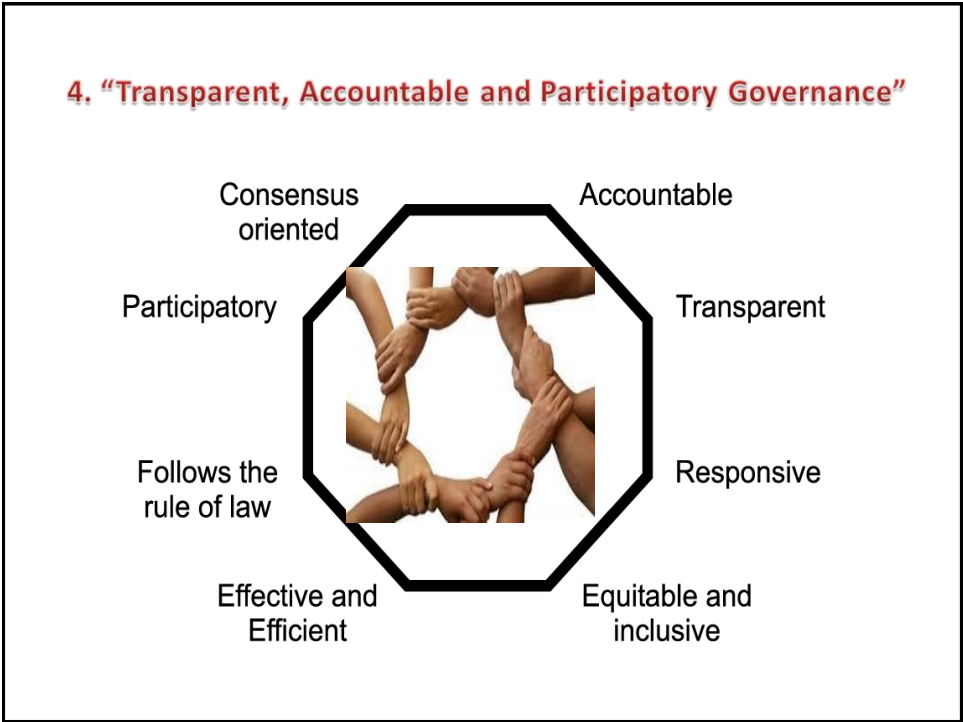 4. “Transparent, Accountable and Participatory Governance”
Consensus
oriented
Accountable
Participatory
Transparent
Follows the
rule of law
Responsive
Effective and
Efficient
Equitable and
inclusive